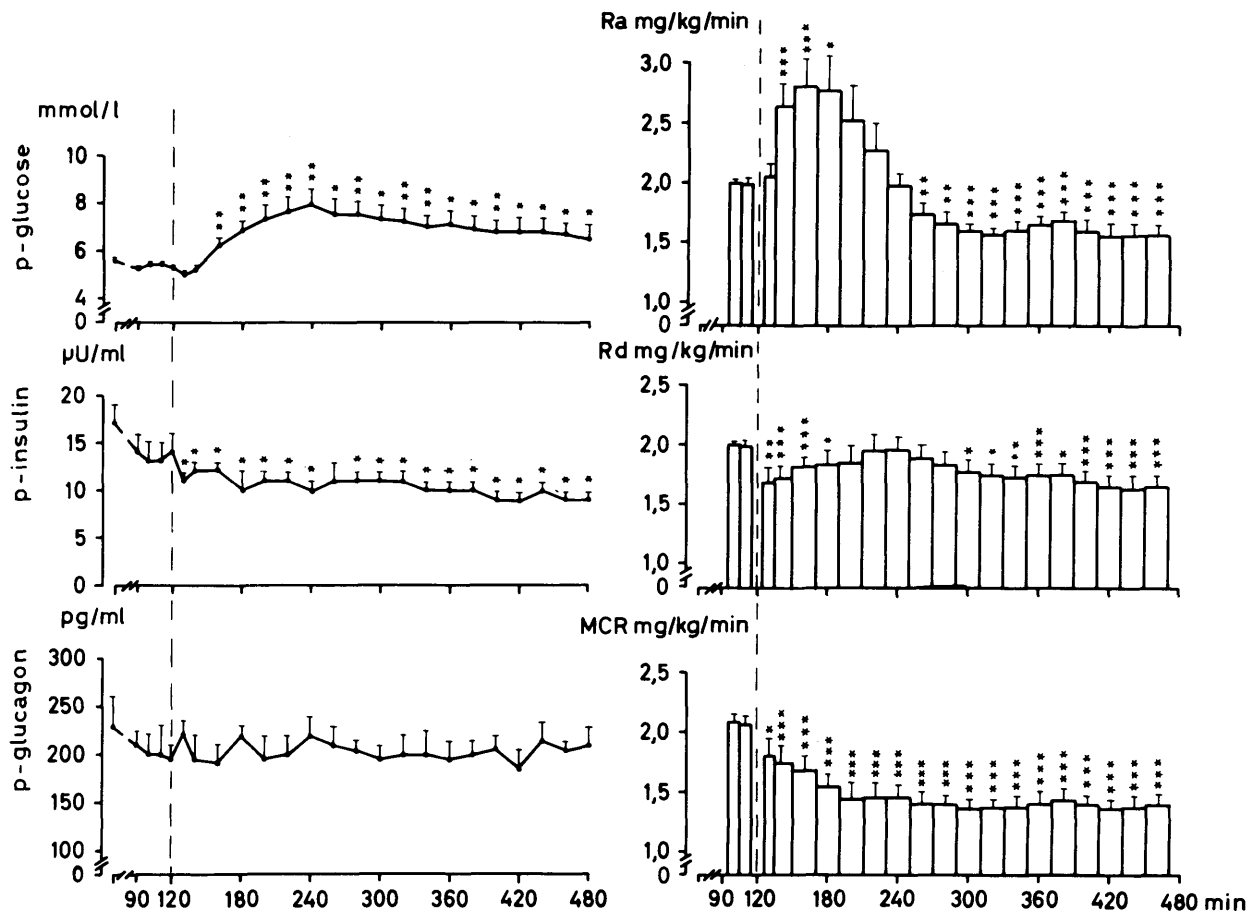 mmol/l
p-glucose
10
8
6
4
0
µU/ml
p-insulin
20
15
10
5
0
pg/ml
p-glucagon
300
250
200
150
100
0
90 120 180 240 300 360 420 480
Ra mg/kg/min
3,0
2,5
2,0
1,5
1,0
0
Rd mg/kg/min
2,5
2,0
1,5
1,0
0
MCR mg/kg/min
2,5
2,0
1,5
1,0
0
90 120 180 240 300 360 420 480 min